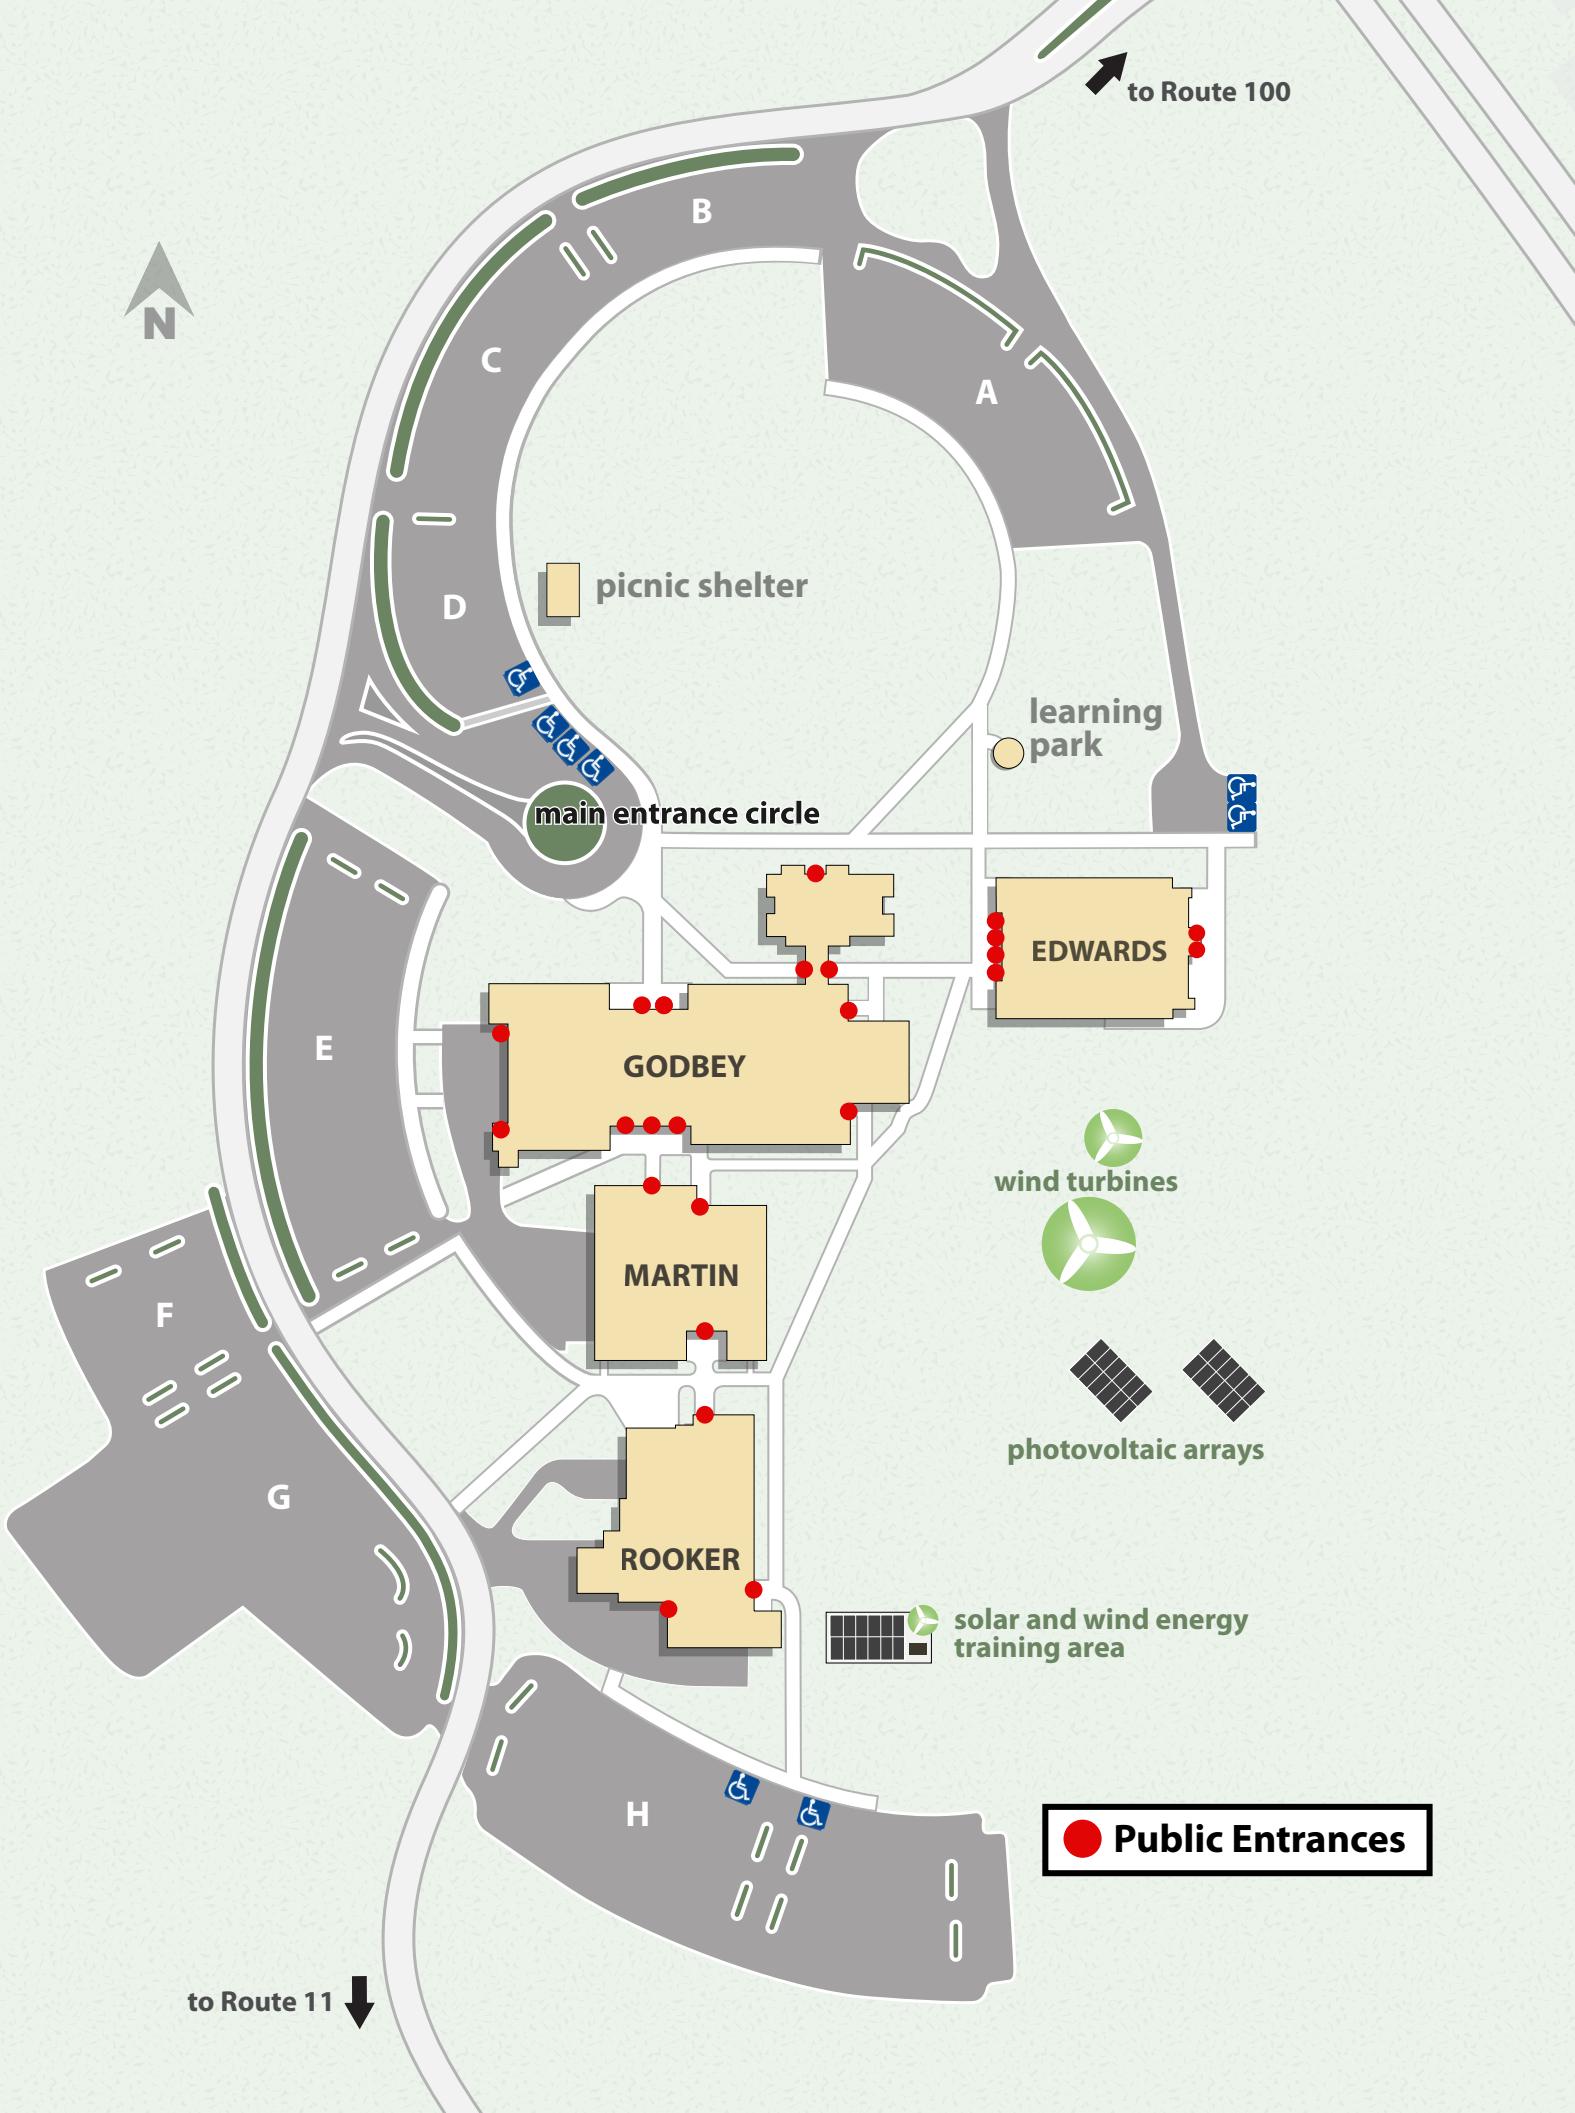 to Route 100
B
N
C
A
picnic shelter
D
learning
park
main entrance circle
EDWARDS
E
GODBEY
wind turbines
MARTIN
F
photovoltaic arrays
G
ROOKER
solar and wind energy
training area
H
Public Entrances
to Route 11